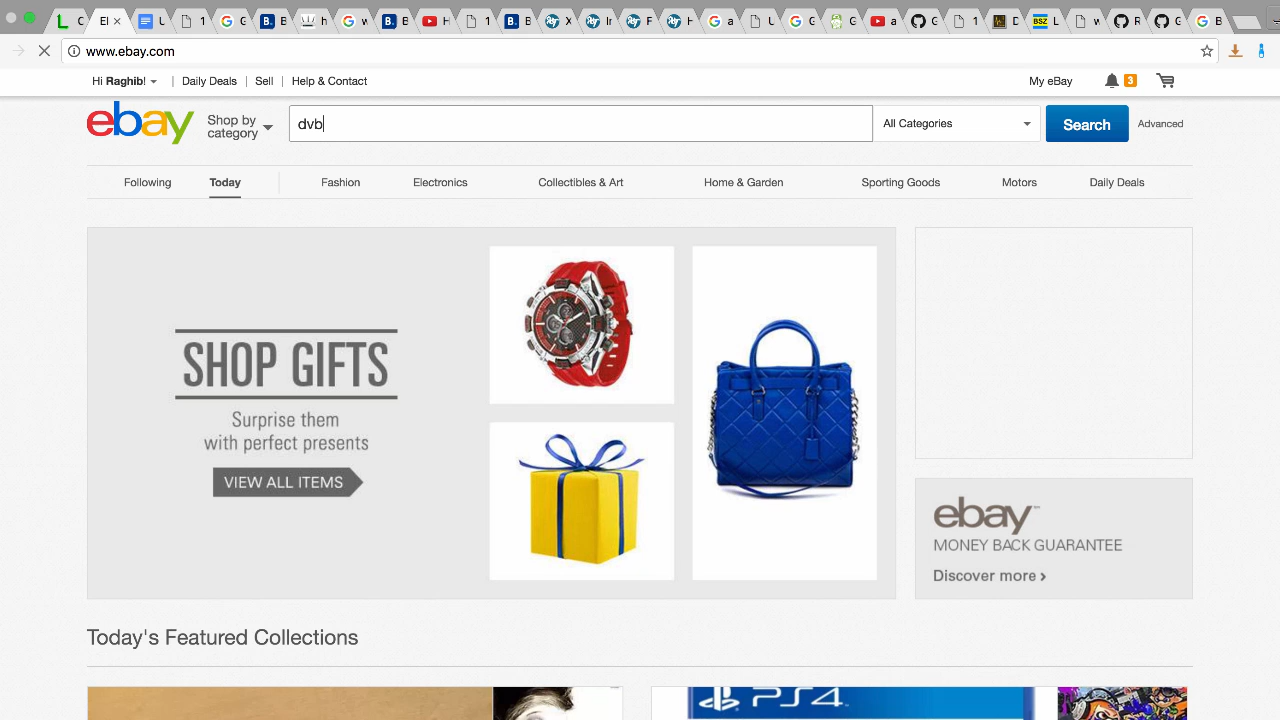 www.ebay.com
Hi Raghib! | Daily Deals | Sell | Help & Contact
My eBay 3
ebay
Shop by
category
dvb
All Categories
Search
Advanced
Following Today Fashion Electronics Collectibles & Art Home & Garden Sporting Goods Motors Daily Deals
SHOP GIFTS
Surprise them
with perfect presents
VIEW ALL ITEMS
ebay
MONEY BACK GUARANTEE
Discover more ›
Today's Featured Collections
PS4